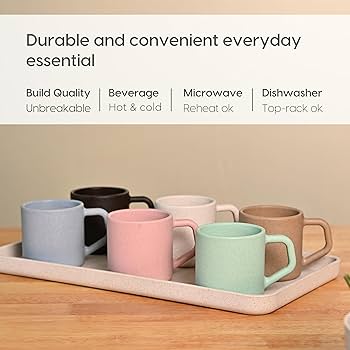 Durable and convenient everyday
essential
Build Quality Beverage Microwave Dishwasher
Unbreakable Hot & cold Reheat ok Top-rack ok